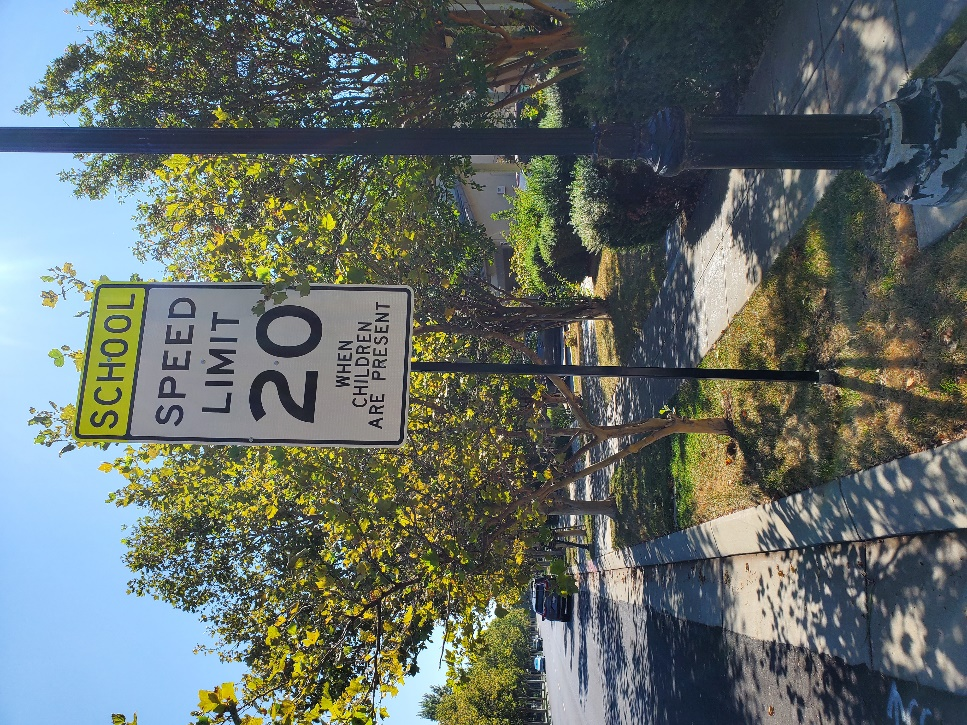 SCHOOL
SPEED
LIMIT
20
WHEN
CHILDREN
ARE PRESENT